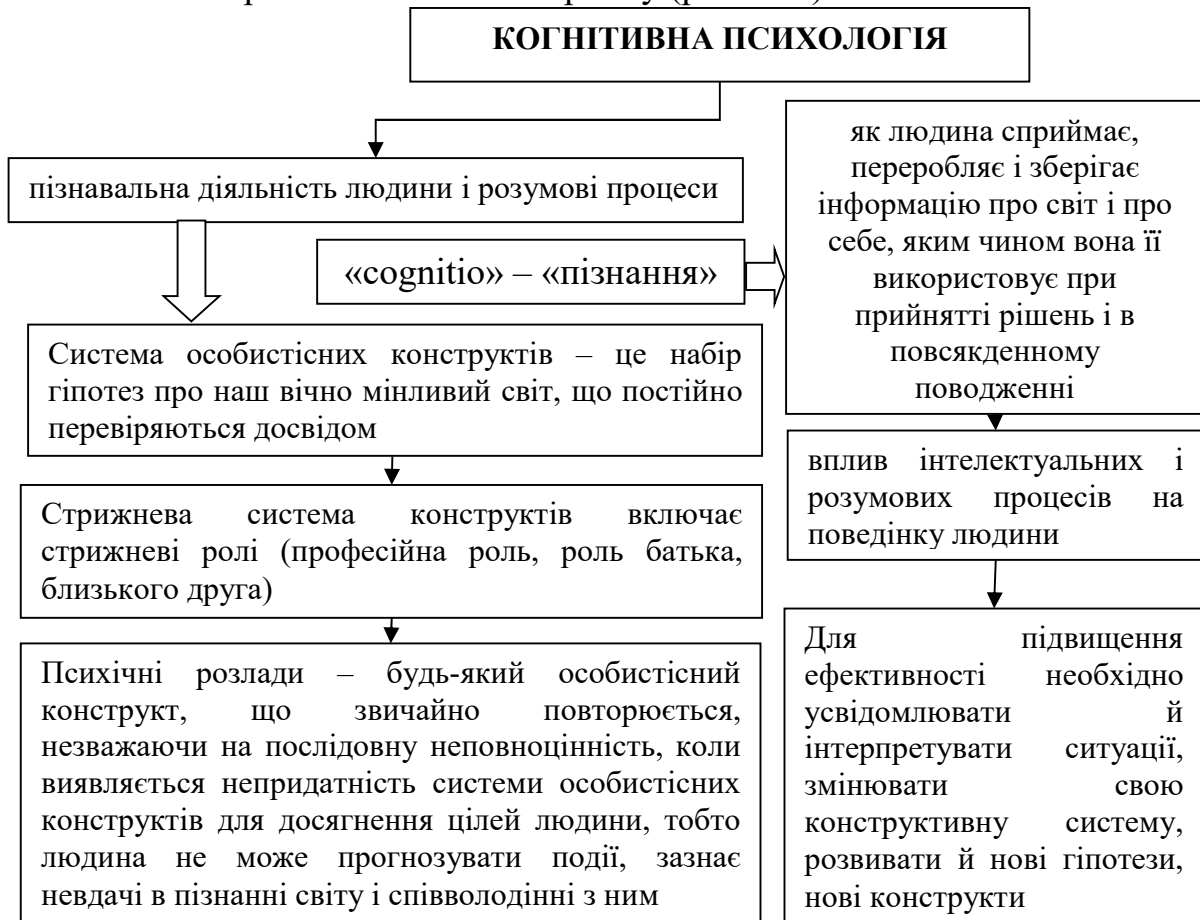 КОГНІТИВНА ПСИХОЛОГІЯ
пізнавальна діяльність людини і розумові процеси
«cognitio» – «пізнання»
як людина сприймає,
переробляє і зберігає
інформацію про світ і про
себе, яким чином вона її
використовує при
прийнятті рішень і в
повсякденному
поводженні
Система особистісних конструктів – це набір
гіпотез про наш вічно мінливий світ, що постійно
перевіряються досвідом
вплив інтелектуальних і
розумових процесів на
поведінку людини
Стрижнева система конструктів включає
стрижневі ролі (професійна роль, роль батька,
близького друга)
Психічні розлади – будь-який особистісний
конструкт, що звичайно повторюється,
незважаючи на послідовну неповноцінність, коли
виявляється непридатність системи особистісних
конструктів для досягнення цілей людини, тобто
людина не може прогнозувати події, зазнає
невдачі в пізнанні світу і співволодінні з ним
Для підвищення
ефективності необхідно
усвідомлювати й
інтерпретувати ситуації,
змінювати свою
конструктивну систему,
розвивати й нові гіпотези,
нові конструкти